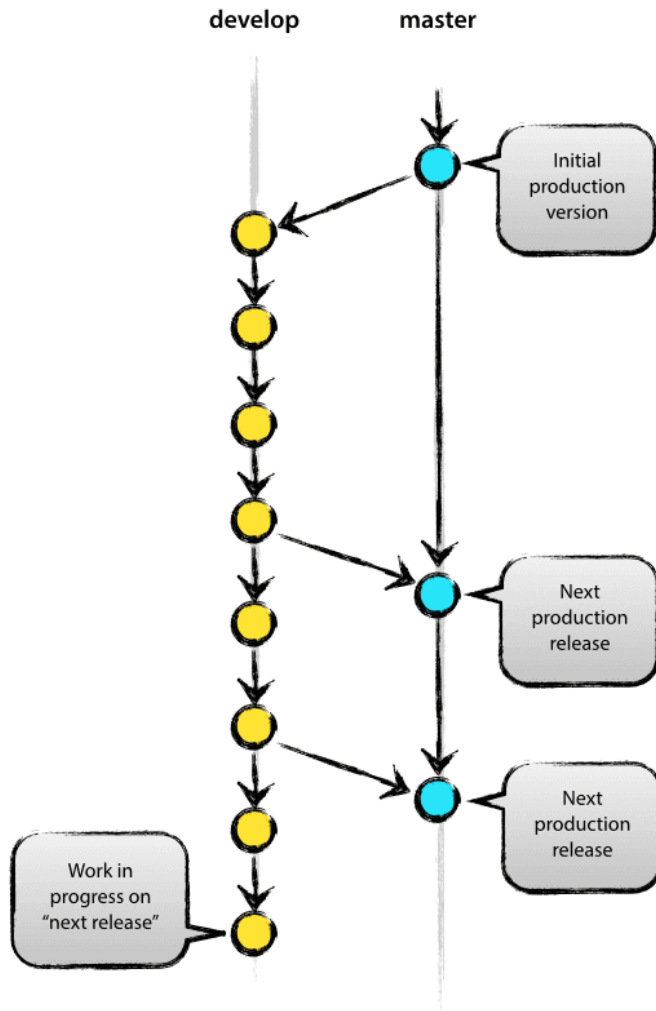 develop
master
Initial
production
version
Next
production
release
Next
production
release
Work in
progress on
“next release”